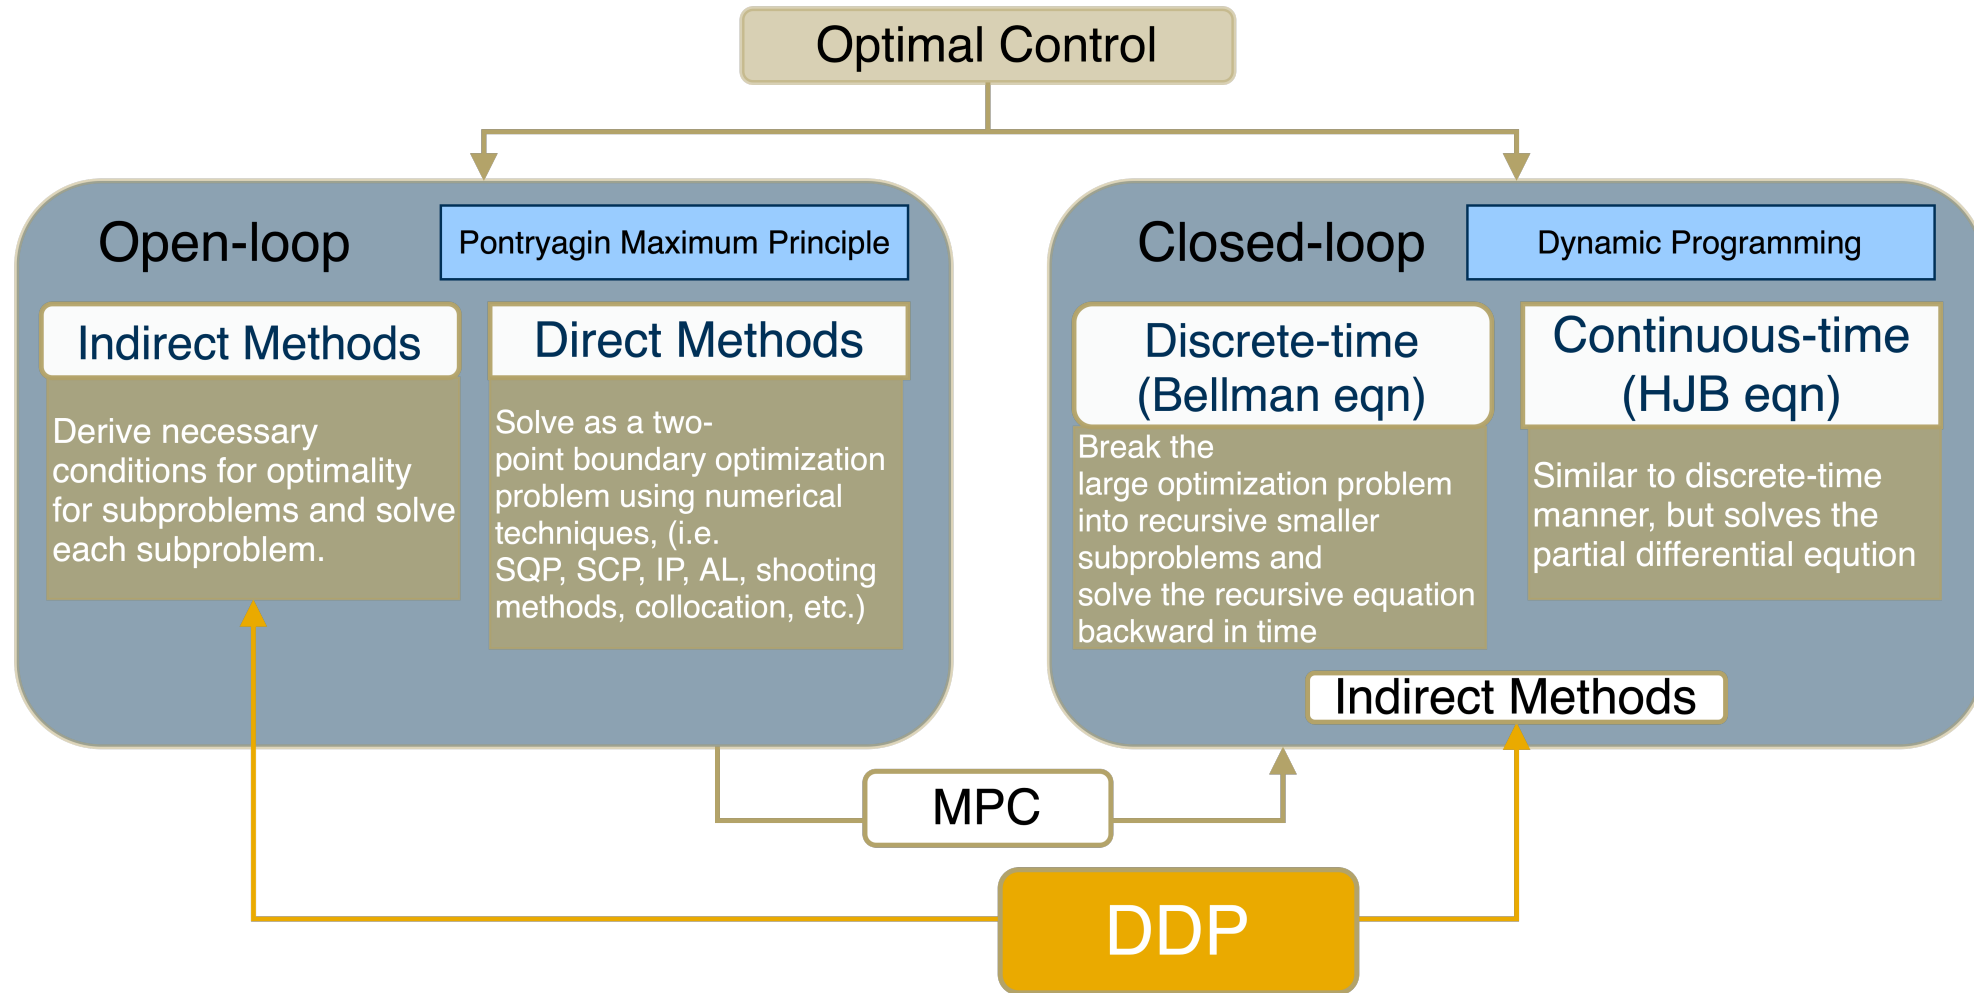 Optimal Control
Open-loop
Pontryagin Maximum Principle
Indirect Methods
Derive necessary
conditions for optimality
for subproblems and solve
each subproblem.
Direct Methods
Solve as a two-
point boundary optimization
problem using numerical
techniques, (i.e.
SQP, SCP, IP, AL, shooting
methods, collocation, etc.)
Closed-loop
Dynamic Programming
Discrete-time
(Bellman eqn)
Break the
large optimization problem
into recursive smaller
subproblems and
solve the recursive equation
backward in time
Continuous-time
(HJB eqn)
Similar to discrete-time
manner, but solves the
partial differential eqution
Indirect Methods
MPC
DDP